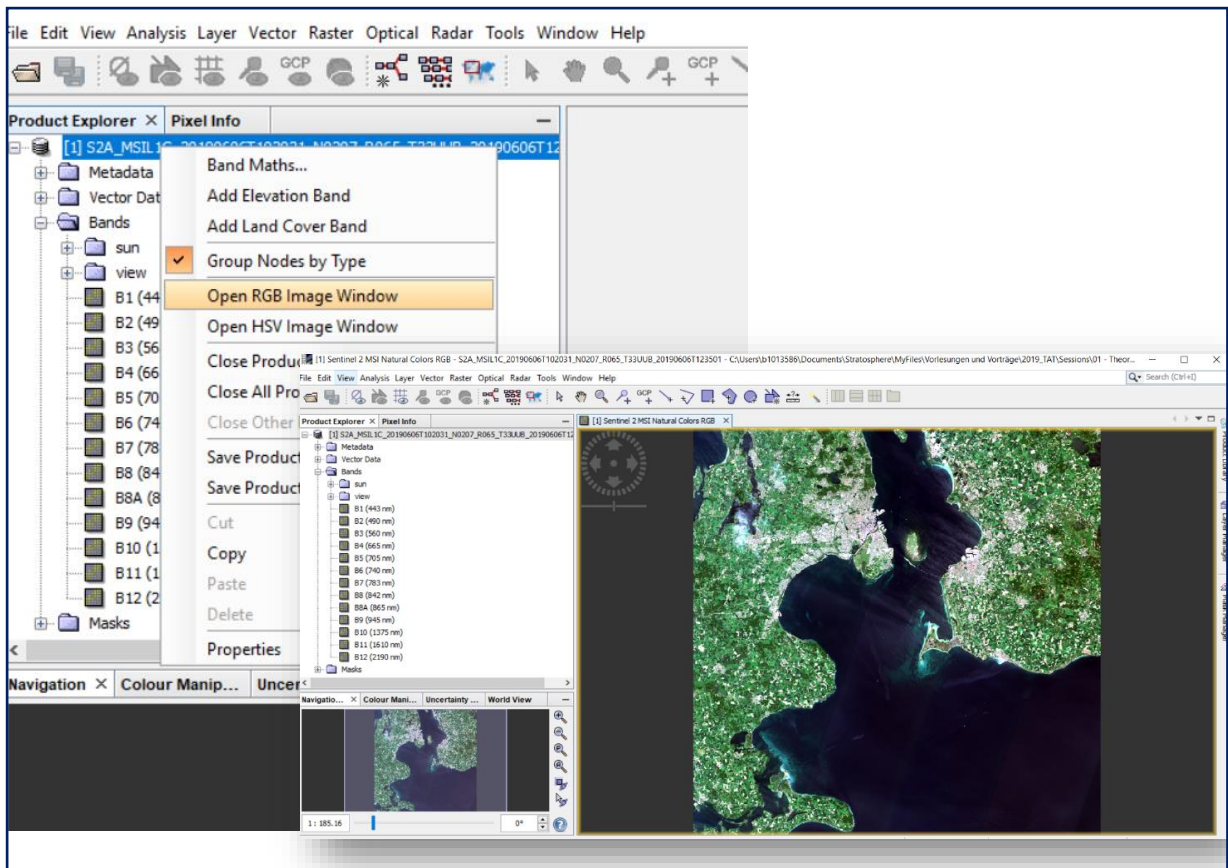 File Edit View Analysis Layer Vector Raster Optical Radar Tools Window Help
GCP GCP
Product Explorer × Pixel Info
[1] S2A_MSIL1C_20190606T102031_N0207_R065_T33UUB_20190606T12
Metadata
Vector Dat
Bands
sun
view
B1 (44
B2 (49
B3 (56
B4 (66
B5 (70
B6 (74
B7 (78
B8 (84
B8A (8
B9 (94
B10 (1
B11 (1
B12 (2
Masks
Band Maths...
Add Elevation Band
Add Land Cover Band
Group Nodes by Type
Open RGB Image Window
Open HSV Image Window
Close Produ
Close All Pro
Close Other
Save Product
Save Product
Cut
Copy
Paste
Delete
Properties
Navigation × Colour Manip... Uncer
[1] Sentinel 2 MSI Natural Colors RGB - S2A_MSIL1C_20190606T102031_N0207_R065_T33UUB_20190606T123501 - C:\Users\b1013586\Documents\Stratosphere\MyFiles\Vorlesungen und Vorträge\2019_TAT\Sessions\01 - Theor...
File Edit View Analysis Layer Vector Raster Optical Radar Tools Window Help
Search (Ctrl+I)
GCP GCP
Product Explorer × Pixel Info
[1] Sentinel 2 MSI Natural Colors RGB ×
[1] S2A_MSIL1C_20190606T102031_N0207_R065_T33UUB_20190606T12
Metadata
Vector Data
Bands
sun
view
B1 (443 nm)
B2 (490 nm)
B3 (560 nm)
B4 (665 nm)
B5 (705 nm)
B6 (740 nm)
B7 (783 nm)
B8 (842 nm)
B8A (865 nm)
B9 (945 nm)
B10 (1375 nm)
B11 (1610 nm)
B12 (2190 nm)
Masks
Navigatio... × Colour Mani... Uncertainty ... World View
1 : 185.16
0°
Product Library
Layer Manager
Mask Manager